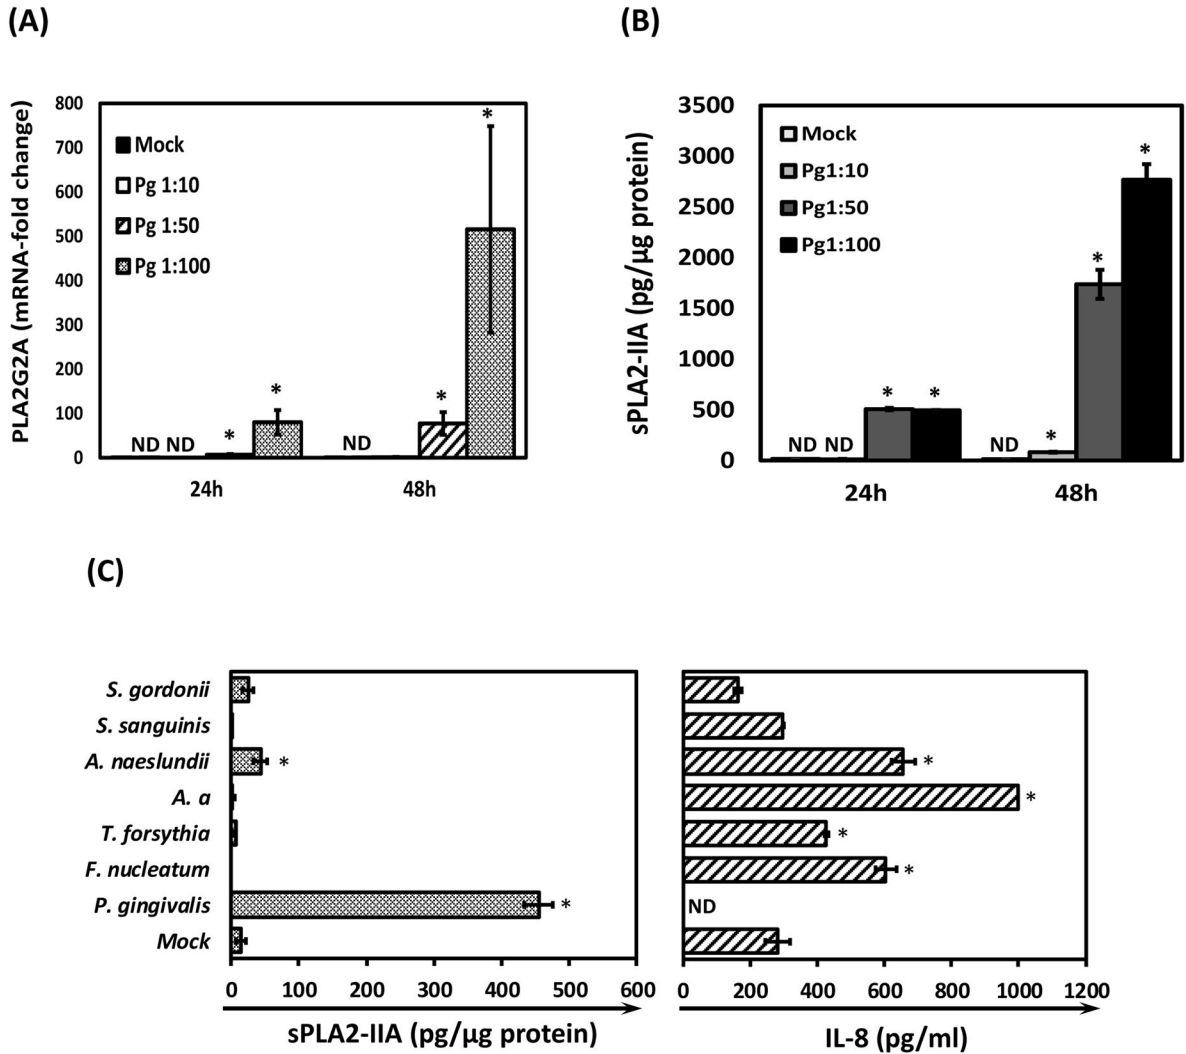 (A)
PLA2G2A (mRNA-fold change)
800
700
600
500
400
300
200
100
0
Mock
Pg 1:10
Pg 1:50
Pg 1:100
ND ND * *
ND * *
24h 48h
(B)
sPLA2-IIA (pg/µg protein)
3500
3000
2500
2000
1500
1000
500
0
Mock
Pg1:10
Pg1:50
Pg1:100
ND ND * *
ND * * *
24h 48h
(C)
S. gordonii
S. sanguinis
A. naeslundii *
A. a
T. forsythia
F. nucleatum
P. gingivalis *
Mock
0 100 200 300 400 500 600
sPLA2-IIA (pg/µg protein)
*
*
*
*
ND
0 200 400 600 800 1000 1200
IL-8 (pg/ml)